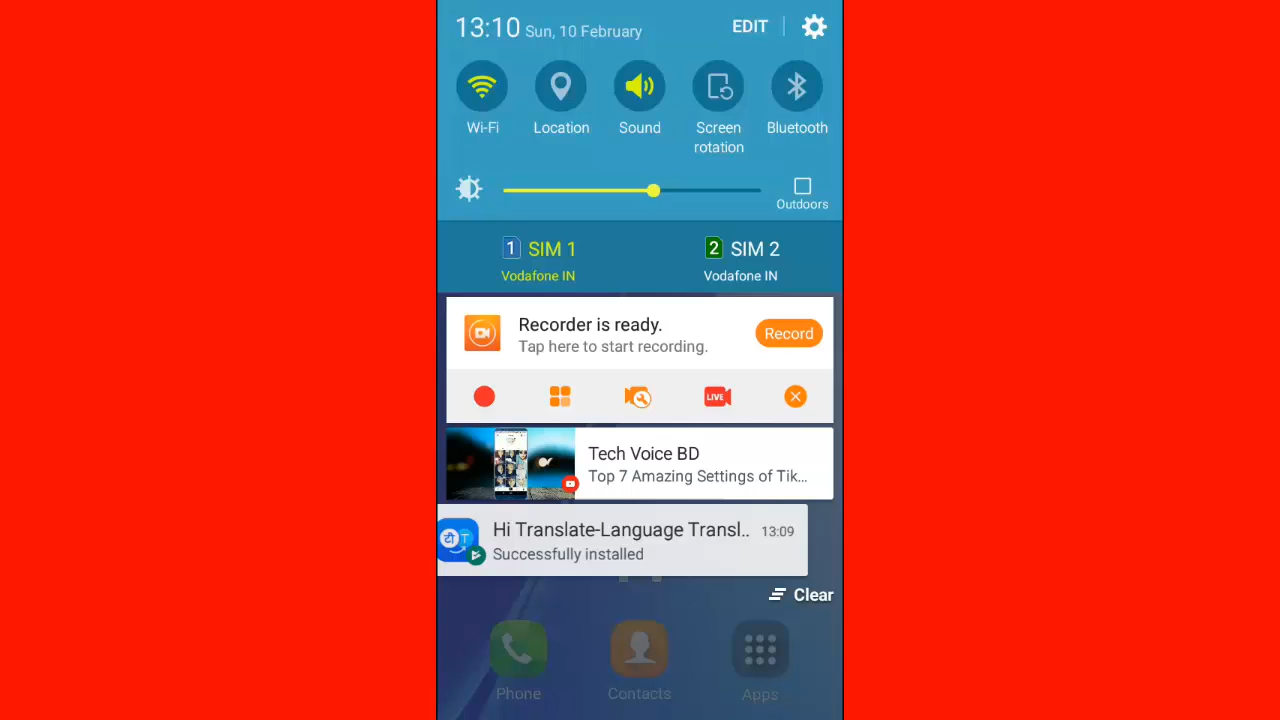 13:10 Sun, 10 February EDIT
Wi-Fi Location Sound Screen rotation Bluetooth
Outdoors
1 SIM 1 2 SIM 2
Vodafone IN Vodafone IN
Recorder is ready.
Tap here to start recording. Record
LIVE
Tech Voice BD
Top 7 Amazing Settings of Tik...
Hi Translate-Language Transl.. 13:09
Successfully installed
Clear
Phone Contacts Apps